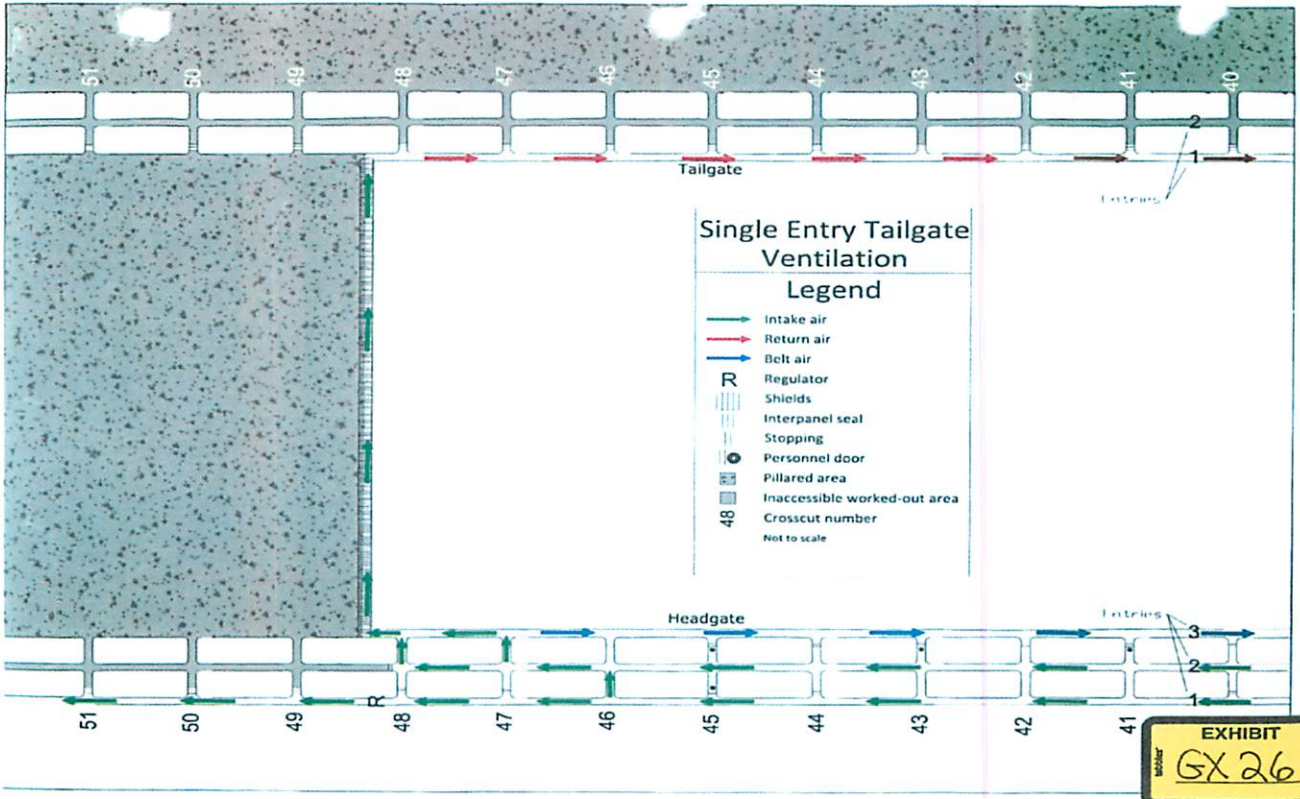 51 50 49 48 47 46 45 44 43 42 41 40
2
1
Tailgate
Entries
Single Entry Tailgate
Ventilation
Legend
Intake air
Return air
Belt air
R Regulator
Shields
Interpanel seal
Stopping
Personnel door
Pillared area
Inaccessible worked-out area
48 Crosscut number
Not to scale
Headgate
Entries
3
2
1
R
51 50 49 48 47 46 45 44 43 42 41
EXHIBIT
GX 26